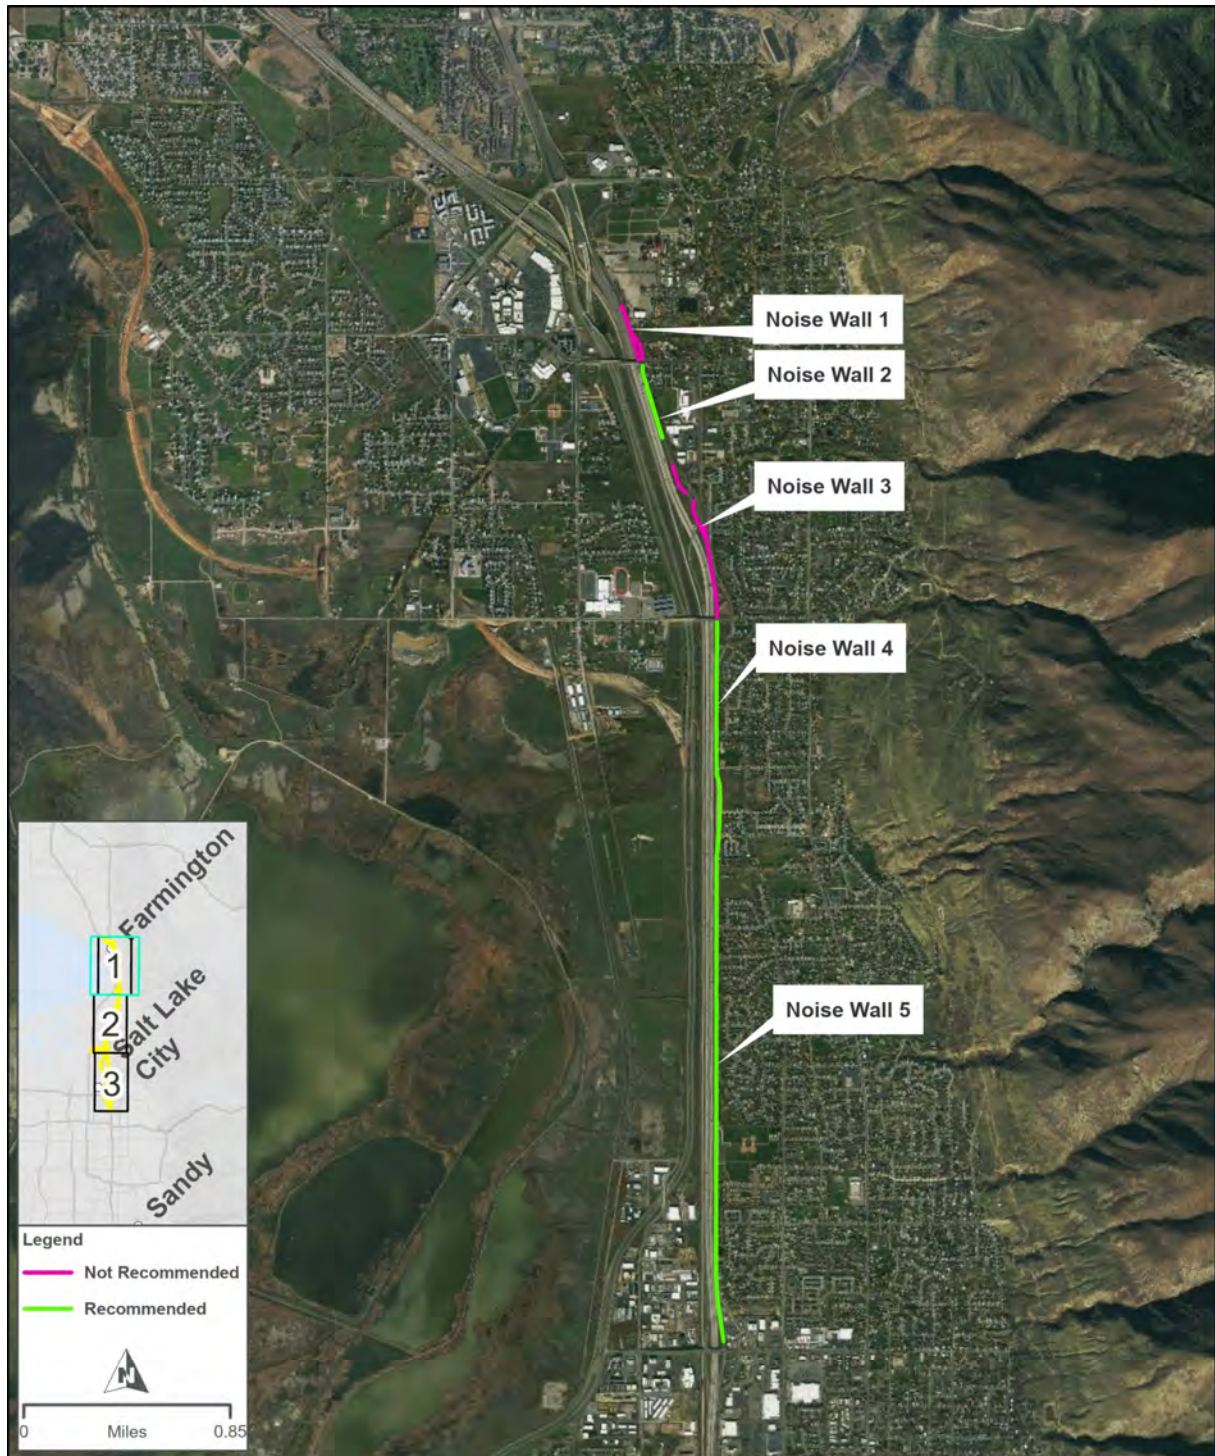 Noise Wall 1
Noise Wall 2
Noise Wall 3
Noise Wall 4
Noise Wall 5
Farmington
1
2
Salt Lake
City
3
Sandy
Legend
Not Recommended
Recommended
N
0 Miles 0.85